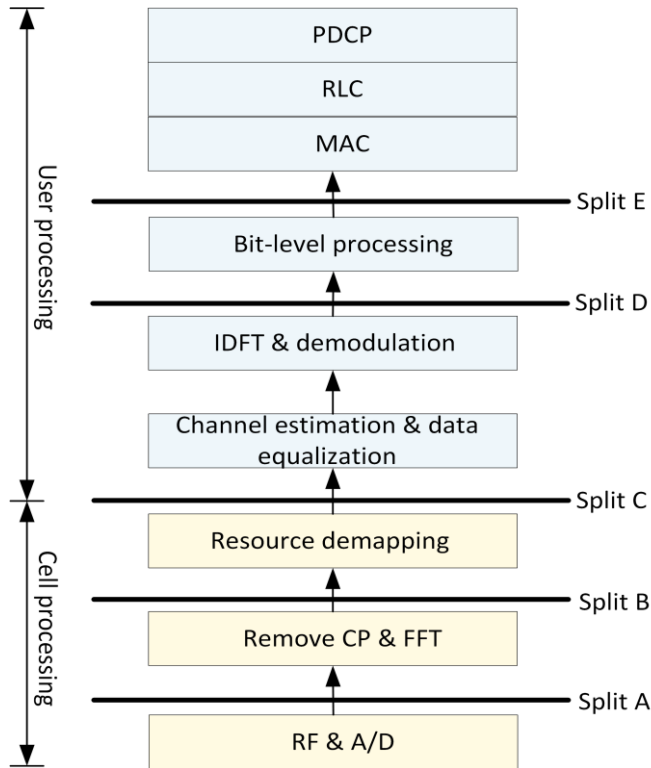 PDCP
RLC
MAC
Split E
Bit-level processing
Split D
IDFT & demodulation
Channel estimation & data
equalization
Split C
Resource demapping
Split B
Remove CP & FFT
Split A
RF & A/D
User processing
Cell processing